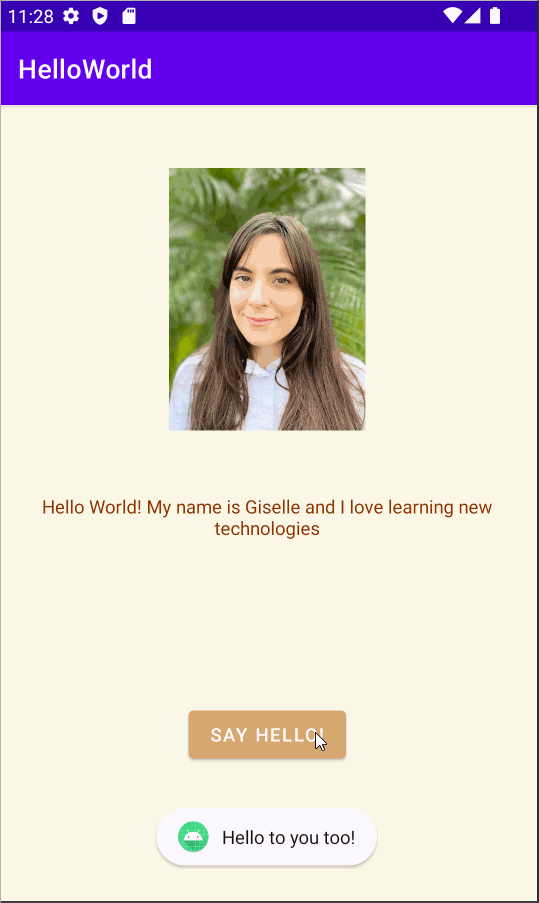 11:28
HelloWorld
Hello World! My name is Giselle and I love learning new
technologies
SAY HELLO!
Hello to you too!